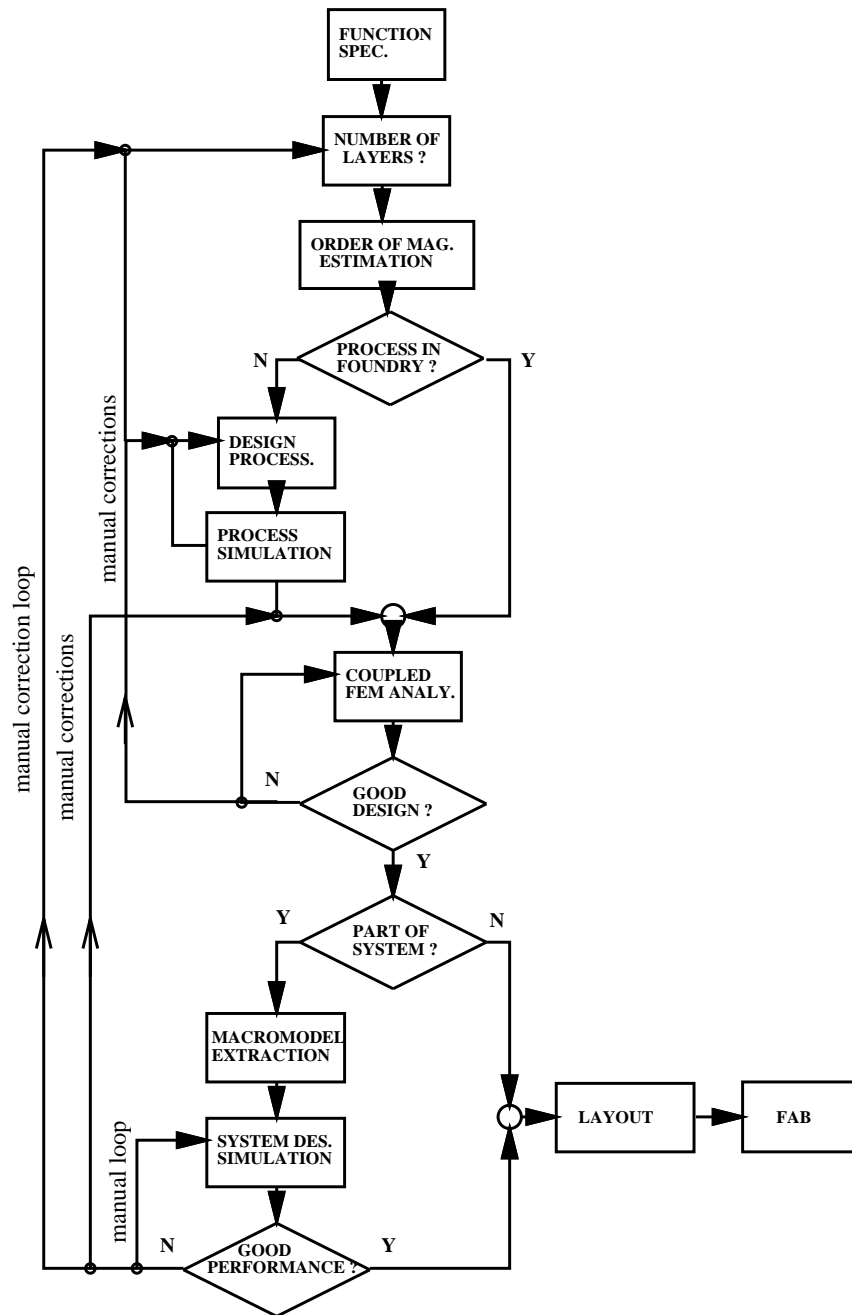 FUNCTION
SPEC.
NUMBER OF
LAYERS ?
ORDER OF MAG.
ESTIMATION
PROCESS IN
FOUNDRY ?
N
Y
DESIGN
PROCESS.
PROCESS
SIMULATION
manual corrections
manual correction loop
manual corrections
COUPLED
FEM ANALY.
N
GOOD
DESIGN ?
Y
Y
N
PART OF
SYSTEM ?
MACROMODEL
EXTRACTION
SYSTEM DES.
SIMULATION
LAYOUT
FAB
manual loop
N
GOOD
PERFORMANCE ?
Y